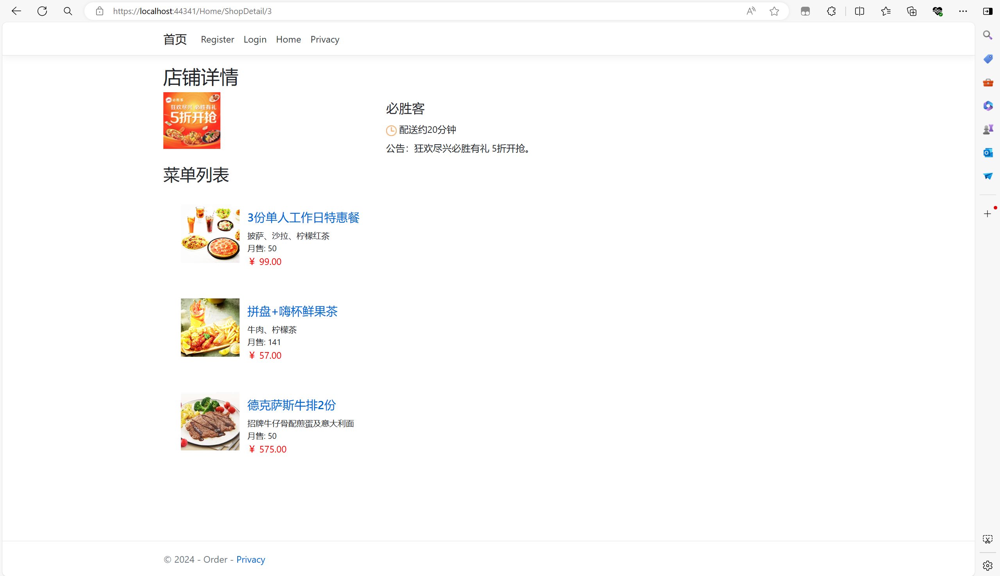 https://localhost:44341/Home/ShopDetail/3
首页 Register Login Home Privacy
店铺详情
必胜客
狂欢尽兴 必胜有礼
5折开抢
必胜客
配送约20分钟
公告：狂欢尽兴必胜有礼 5折开抢。
菜单列表
3份单人工作日特惠餐
披萨、沙拉、柠檬红茶
月售: 50
￥ 99.00
拼盘+嗨杯鲜果茶
牛肉、柠檬茶
月售: 141
￥ 57.00
德克萨斯牛排2份
招牌牛仔骨配煎蛋及意大利面
月售: 50
￥ 575.00
© 2024 - Order - Privacy